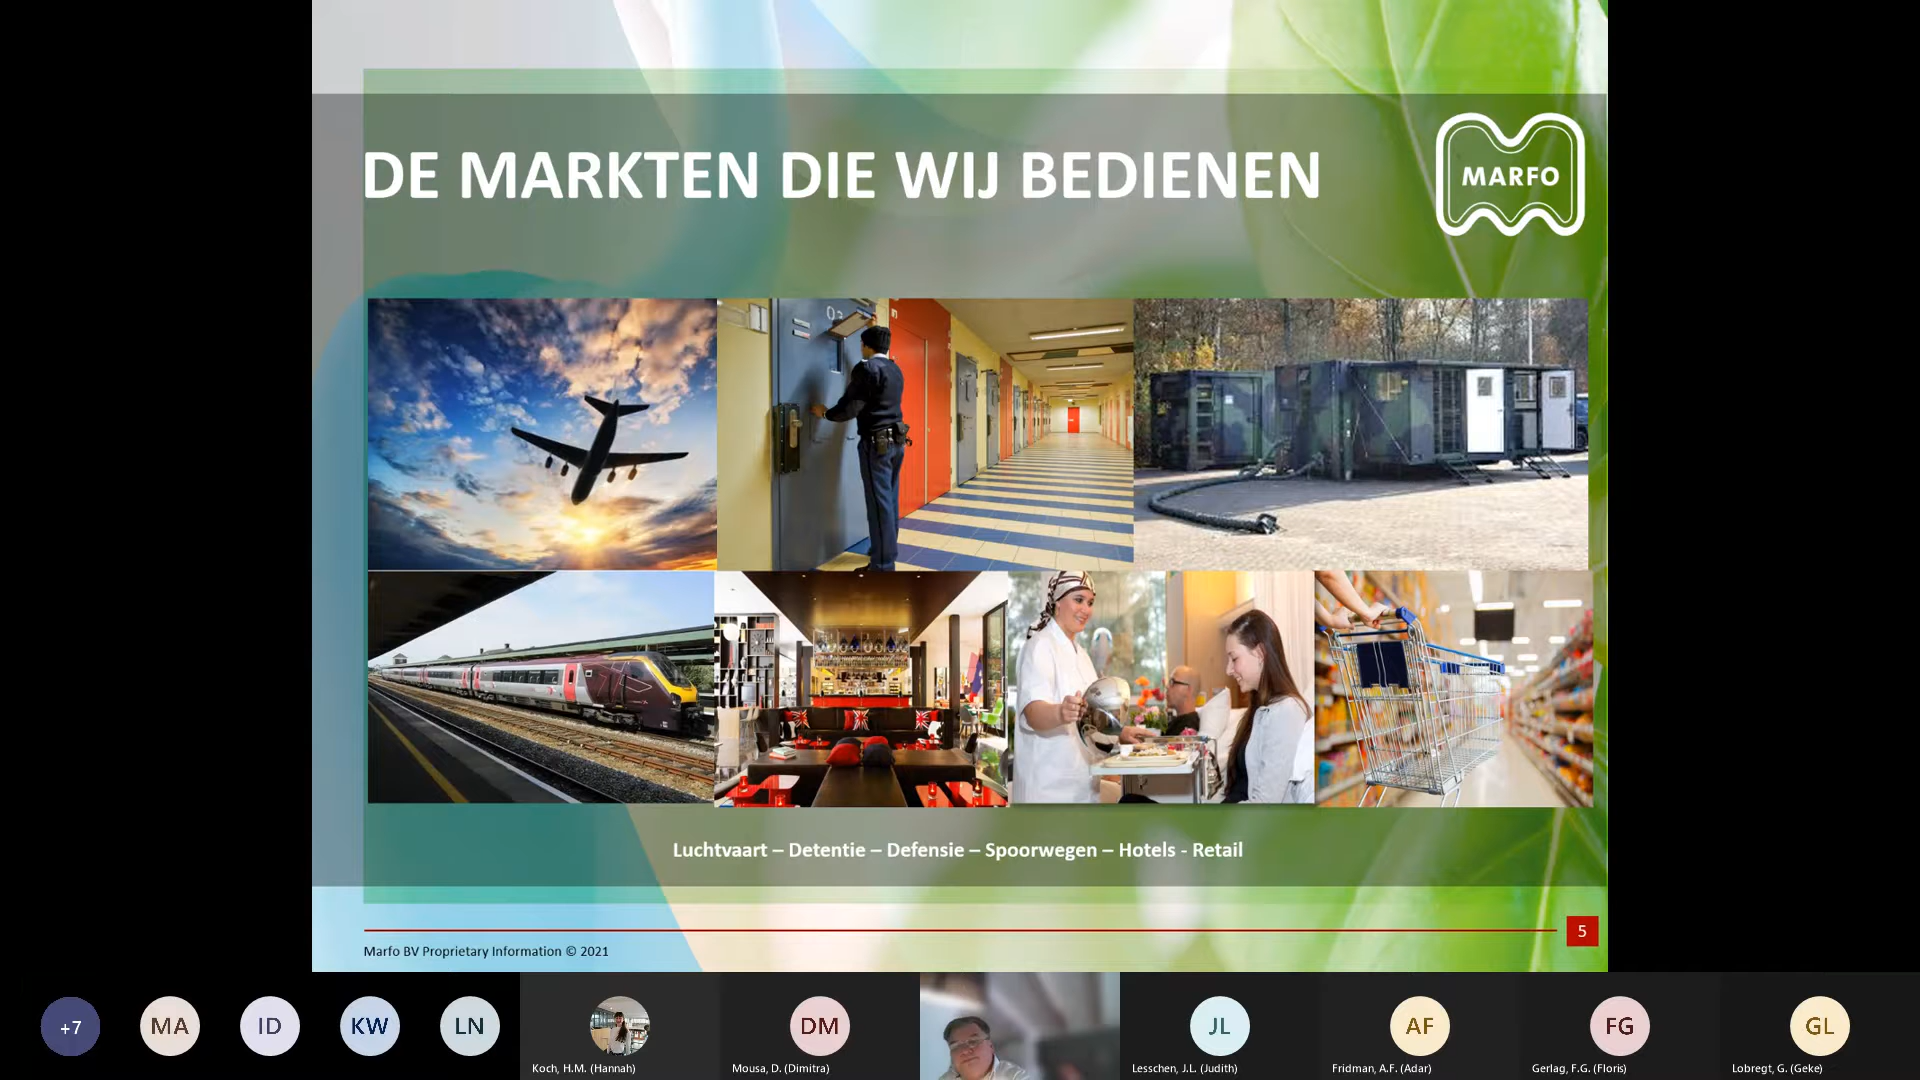 DE MARKTEN DIE WIJ BEDIENEN
MARFO
Luchtvaart – Detentie – Defensie – Spoorwegen – Hotels - Retail
Marfo BV Proprietary Information © 2021
5
+7
MA
ID
KW
LN
DM
JL
AF
FG
GL
Koch, H.M. (Hannah)
Mousa, D. (Dimitra)
Lesschen, J.L. (Judith)
Fridman, A.F. (Adar)
Gerlag, F.G. (Floris)
Lobregt, G. (Geke)